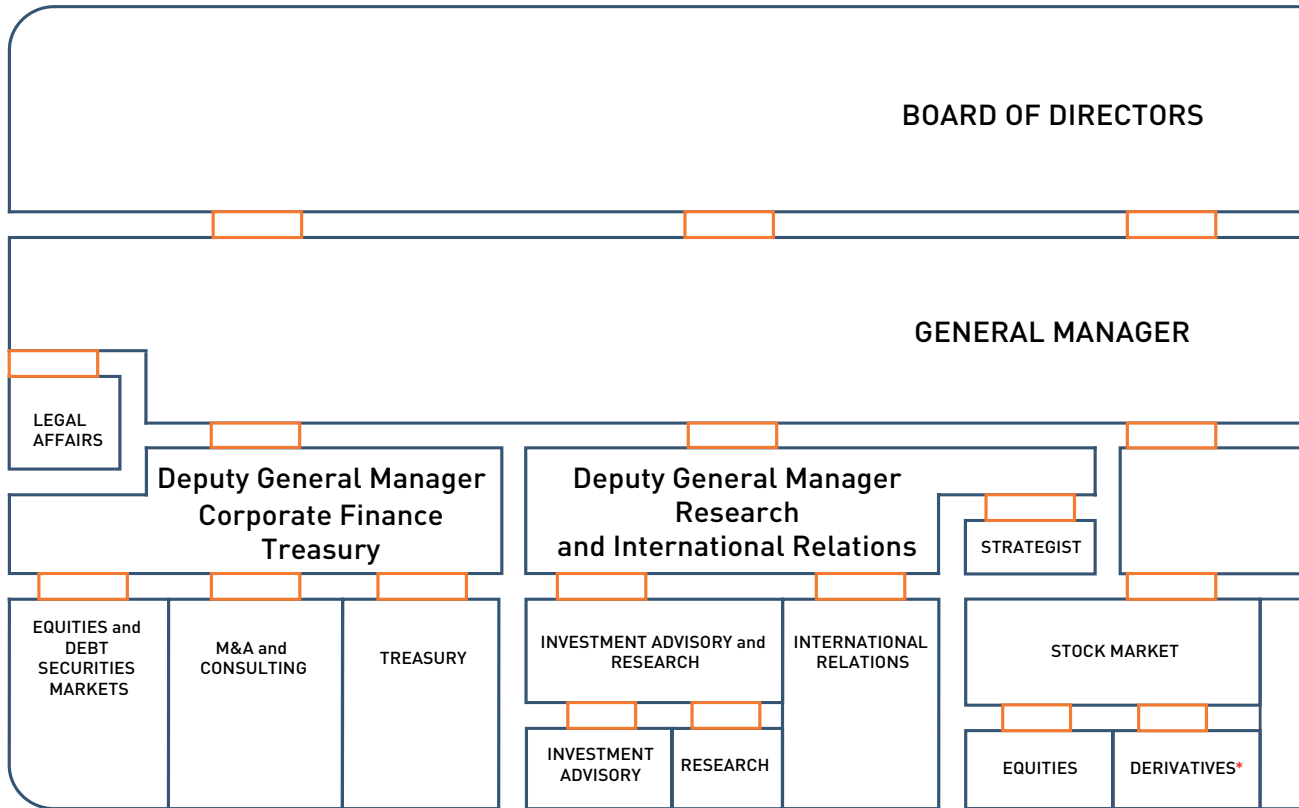 BOARD OF DIRECTORS
GENERAL MANAGER
LEGAL
AFFAIRS
Deputy General Manager
Corporate Finance
Treasury
Deputy General Manager
Research
and International Relations
STRATEGIST
EQUITIES and
DEBT
SECURITIES
MARKETS
M&A and
CONSULTING
TREASURY
INVESTMENT ADVISORY and
RESEARCH
INTERNATIONAL
RELATIONS
STOCK MARKET
INVESTMENT
ADVISORY
RESEARCH
EQUITIES
DERIVATIVES*